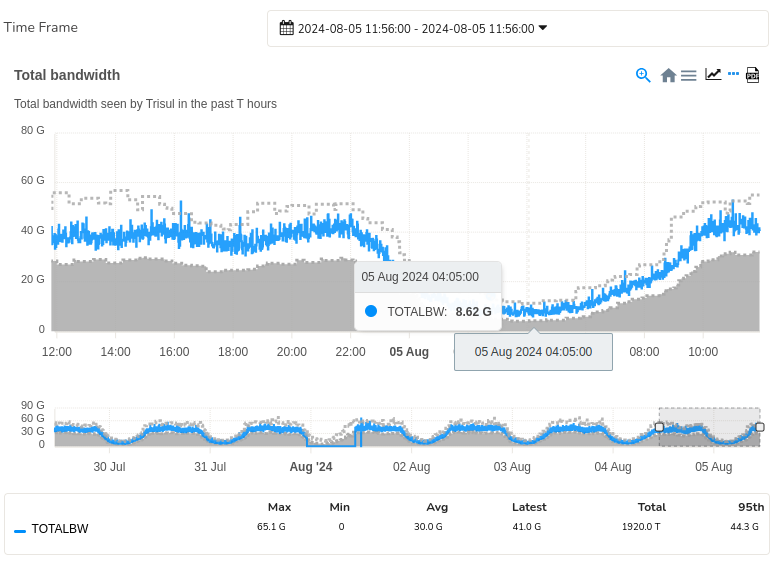 Time Frame
2024-08-05 11:56:00 - 2024-08-05 11:56:00
Total bandwidth
PDF
Total bandwidth seen by Trisul in the past T hours
80 G
60 G
40 G
20 G
0
05 Aug 2024 04:05:00
TOTALBW: 8.62 G
12:00 14:00 16:00 18:00 20:00 22:00 05 Aug 08:00 10:00
05 Aug 2024 04:05:00
90 G
60 G
30 G
0
30 Jul 31 Jul Aug '24 02 Aug 03 Aug 04 Aug 05 Aug
Max Min Avg Latest Total 95th
TOTALBW 65.1 G 0 30.0 G 41.0 G 1920.0 T 44.3 G